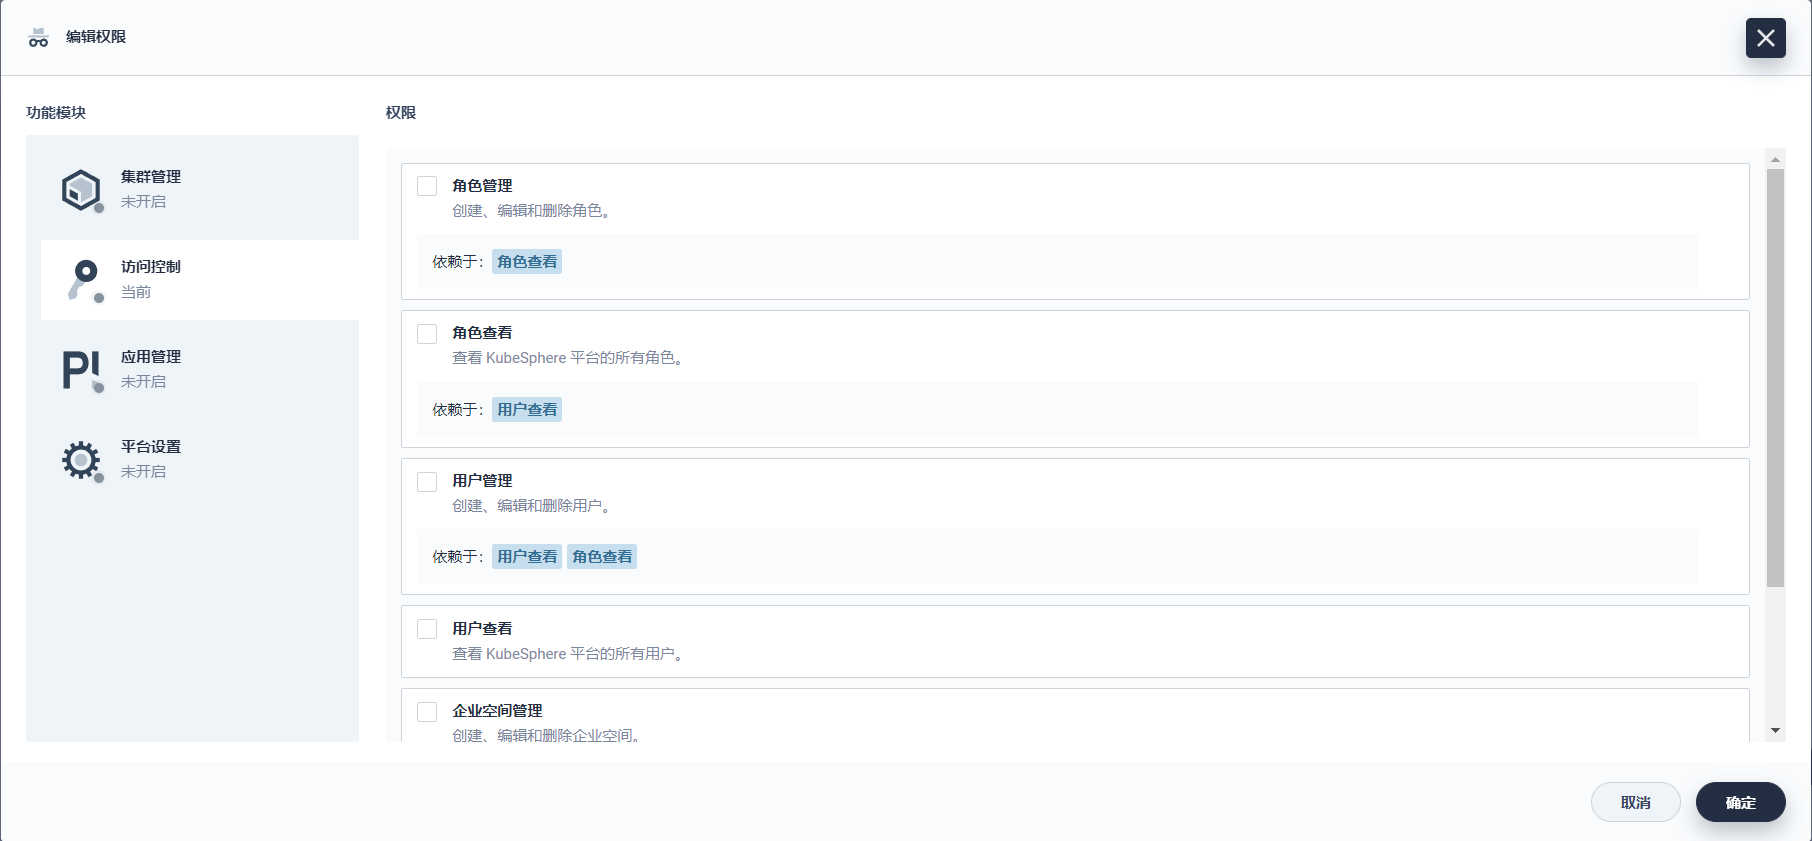 编辑权限
功能模块
集群管理
未开启
访问控制
当前
应用管理
未开启
平台设置
未开启
权限
角色管理
创建、编辑和删除角色。
依赖于: 角色查看
角色查看
查看 KubeSphere 平台的所有角色。
依赖于: 用户查看
用户管理
创建、编辑和删除用户。
依赖于: 用户查看 角色查看
用户查看
查看 KubeSphere 平台的所有用户。
企业空间管理
创建、编辑和删除企业空间。
取消
确定